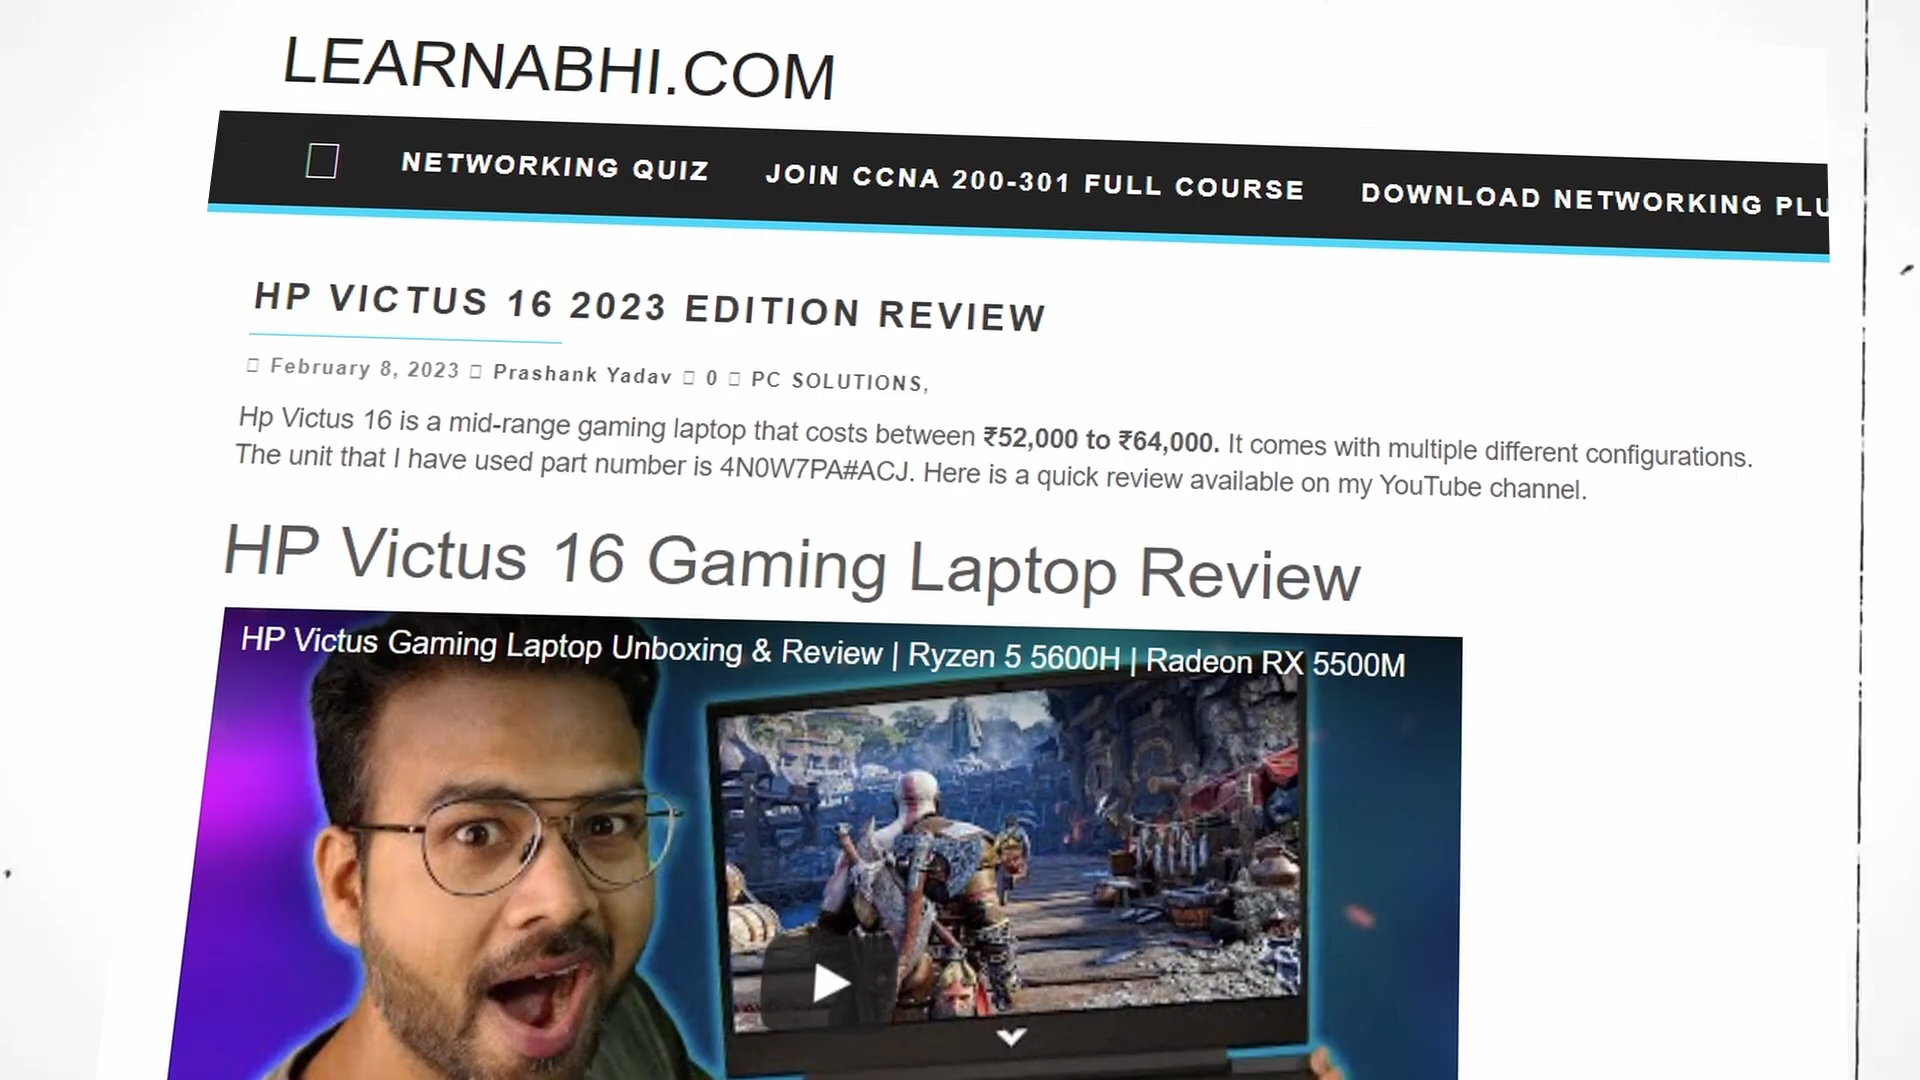 LEARNABHI.COM
NETWORKING QUIZ JOIN CCNA 200-301 FULL COURSE DOWNLOAD NETWORKING PLU
HP VICTUS 16 2023 EDITION REVIEW
February 8, 2023 Prashank Yadav 0 PC SOLUTIONS,
Hp Victus 16 is a mid-range gaming laptop that costs between ₹52,000 to ₹64,000. It comes with multiple different configurations.
The unit that I have used part number is 4N0W7PA#ACJ. Here is a quick review available on my YouTube channel.
HP Victus 16 Gaming Laptop Review
HP Victus Gaming Laptop Unboxing & Review | Ryzen 5 5600H | Radeon RX 5500M